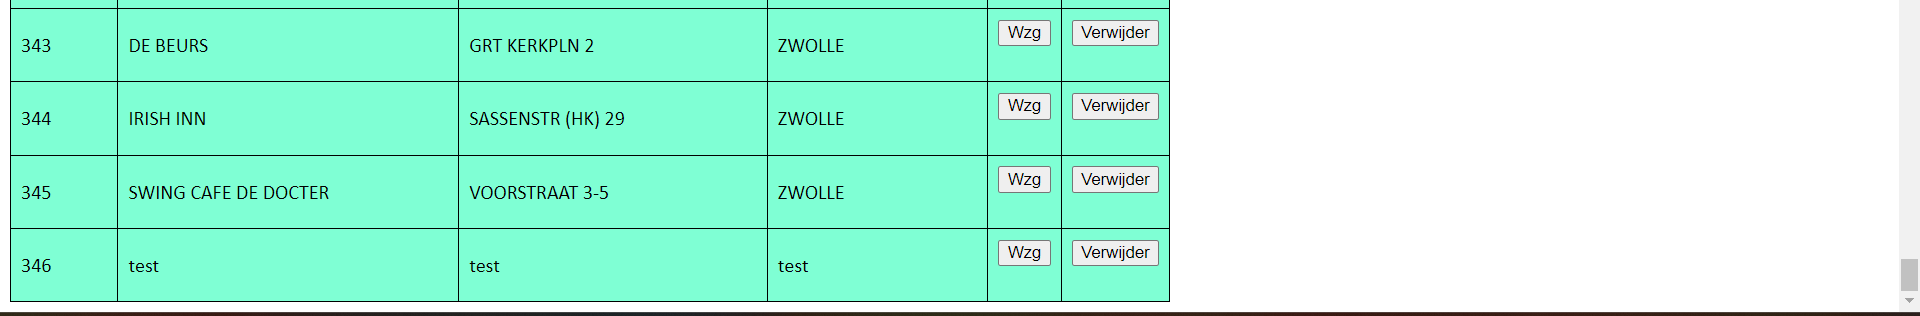 343 DE BEURS GRT KERKPLN 2 ZWOLLE Wzg Verwijder
344 IRISH INN SASSENSTR (HK) 29 ZWOLLE Wzg Verwijder
345 SWING CAFE DE DOCTER VOORSTRAAT 3-5 ZWOLLE Wzg Verwijder
346 test test test Wzg Verwijder